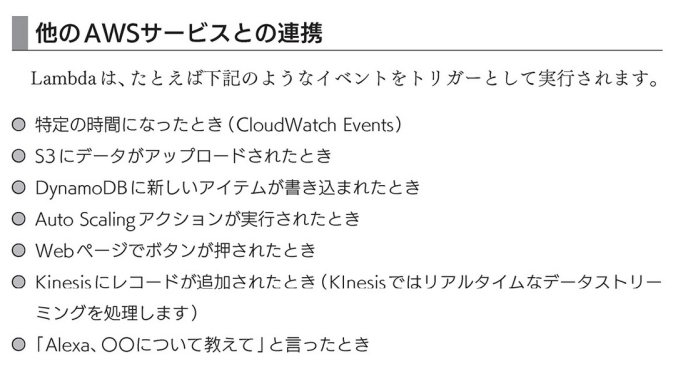 他のAWSサービスとの連携
Lambdaは、たとえば下記のようなイベントをトリガーとして実行されます。
● 特定の時間になったとき（CloudWatch Events）
● S3にデータがアップロードされたとき
● DynamoDBに新しいアイテムが書き込まれたとき
● Auto Scalingアクションが実行されたとき
● Webページでボタンが押されたとき
● Kinesisにレコードが追加されたとき（KInesisではリアルタイムなデータストリー
ミングを処理します）
● 「Alexa、〇〇について教えて」と言ったとき